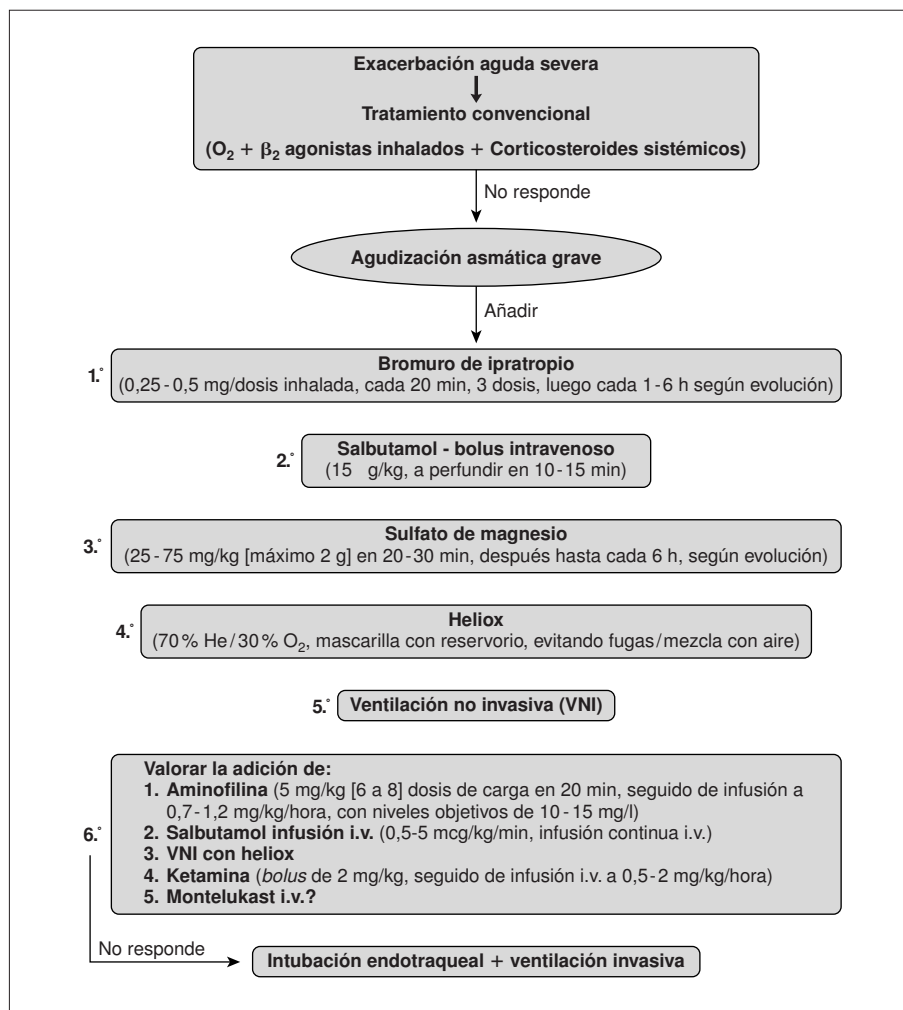 Exacerbación aguda severa
Tratamiento convencional
(O₂ + β₂ agonistas inhalados + Corticosteroides sistémicos)
No responde
Agudización asmática grave
Añadir
1.° Bromuro de ipratropio
(0,25-0,5 mg/dosis inhalada, cada 20 min, 3 dosis, luego cada 1-6 h según evolución)
2.° Salbutamol - bolus intravenoso
(15 g/kg, a perfundir en 10-15 min)
3.° Sulfato de magnesio
(25-75 mg/kg [máximo 2 g] en 20-30 min, después hasta cada 6 h, según evolución)
4.° Heliox
(70% He/30% O₂, mascarilla con reservorio, evitando fugas/mezcla con aire)
5.° Ventilación no invasiva (VNI)
6.° Valorar la adición de:
1. Aminofilina (5 mg/kg [6 a 8] dosis de carga en 20 min, seguido de infusión a
0,7-1,2 mg/kg/hora, con niveles objetivos de 10-15 mg/l)
2. Salbutamol infusión i.v. (0,5-5 mcg/kg/min, infusión continua i.v.)
3. VNI con heliox
4. Ketamina (bolus de 2 mg/kg, seguido de infusión i.v. a 0,5-2 mg/kg/hora)
5. Montelukast i.v.?
No responde
Intubación endotraqueal + ventilación invasiva